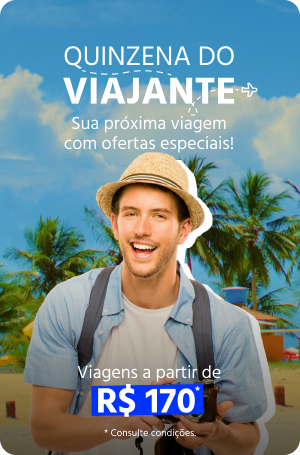 QUINZENA DO
VIAJANTE
Sua próxima viagem
com ofertas especiais!
Viagens a partir de
R$ 170*
* Consulte condições.